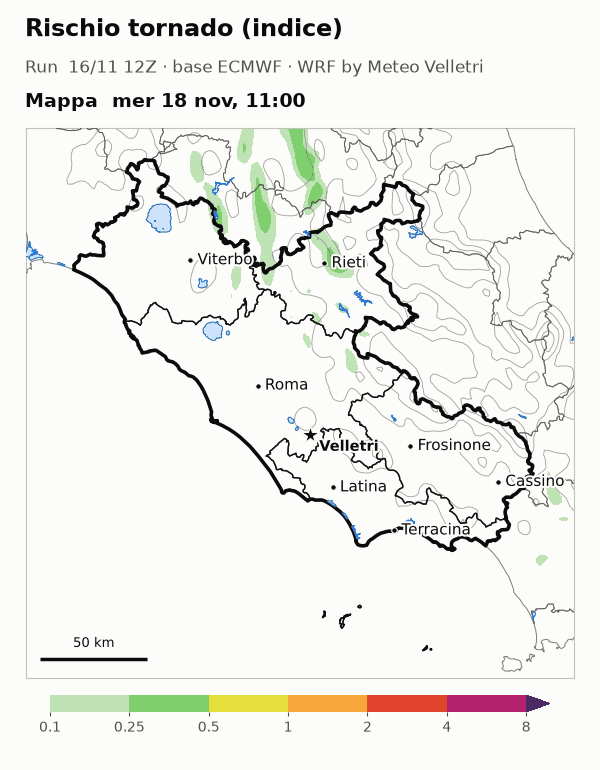 Rischio tornado (indice)
Run  16/11 12Z · base ECMWF · WRF by Meteo Velletri
Mappa  mer 18 nov, 11:00
Viterbo
Rieti
Roma
Velletri
Frosinone
Cassino
Latina
Terracina
50 km
0.1 0.25 0.5 1 2 4 8